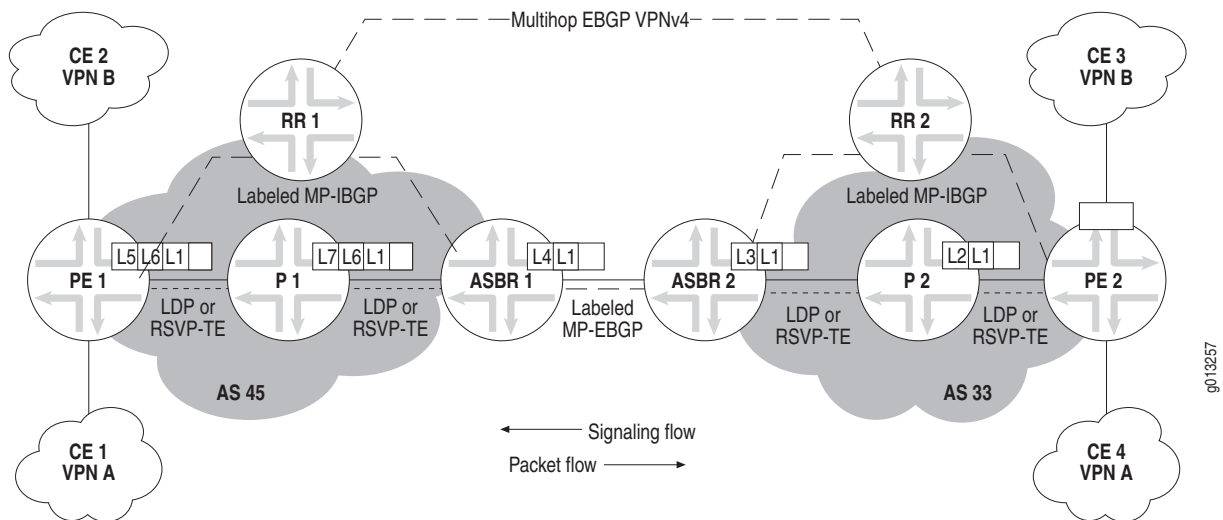 Multihop EBGP VPNv4
CE 2
VPN B
CE 3
VPN B
RR 1
RR 2
Labeled MP-IBGP
Labeled MP-IBGP
L5 L6 L1
L7 L6 L1
L4 L1
L3 L1
L2 L1
PE 1
P 1
ASBR 1
ASBR 2
P 2
PE 2
LDP or
RSVP-TE
LDP or
RSVP-TE
Labeled
MP-EBGP
LDP or
RSVP-TE
LDP or
RSVP-TE
AS 45
AS 33
g013257
Signaling flow
Packet flow
CE 1
VPN A
CE 4
VPN A